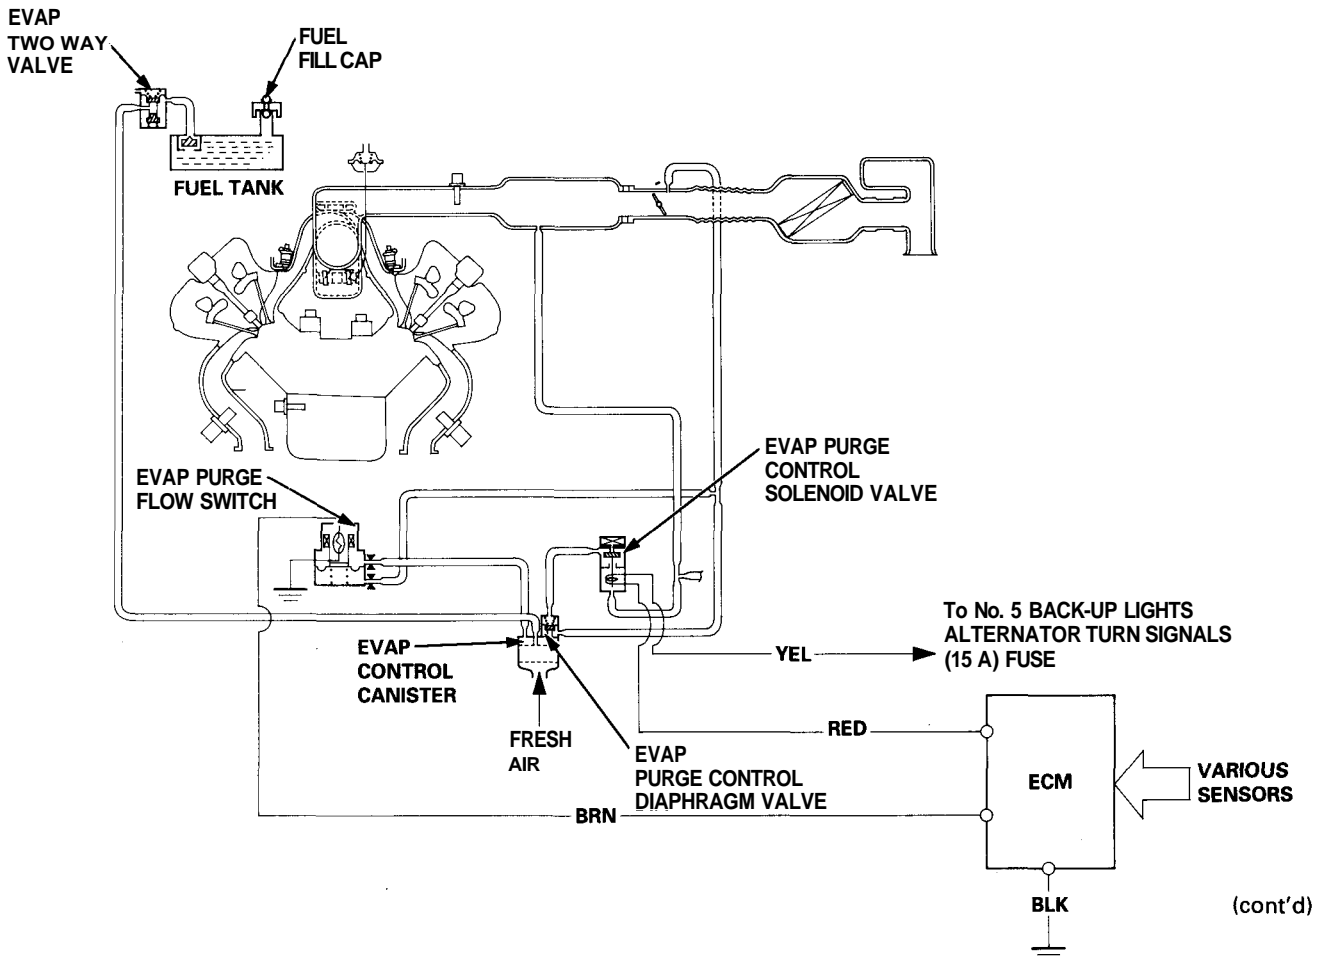 EVAP
TWO WAY
VALVE
FUEL
FILL CAP
FUEL TANK
EVAP PURGE
CONTROL
SOLENOID VALVE
EVAP PURGE
FLOW SWITCH
To No. 5 BACK-UP LIGHTS
ALTERNATOR TURN SIGNALS
(15 A) FUSE
YEL
EVAP
CONTROL
CANISTER
FRESH
AIR
EVAP
PURGE CONTROL
DIAPHRAGM VALVE
RED
ECM
VARIOUS
SENSORS
BRN
BLK
(cont'd)